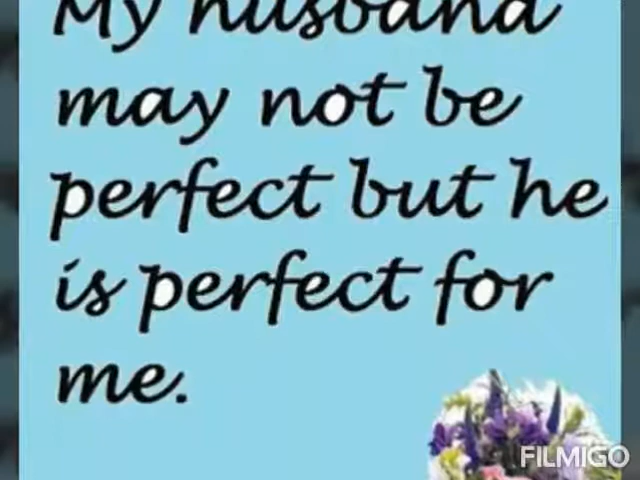 My husband
may not be
perfect but he
is perfect for
me.
FILMIGO